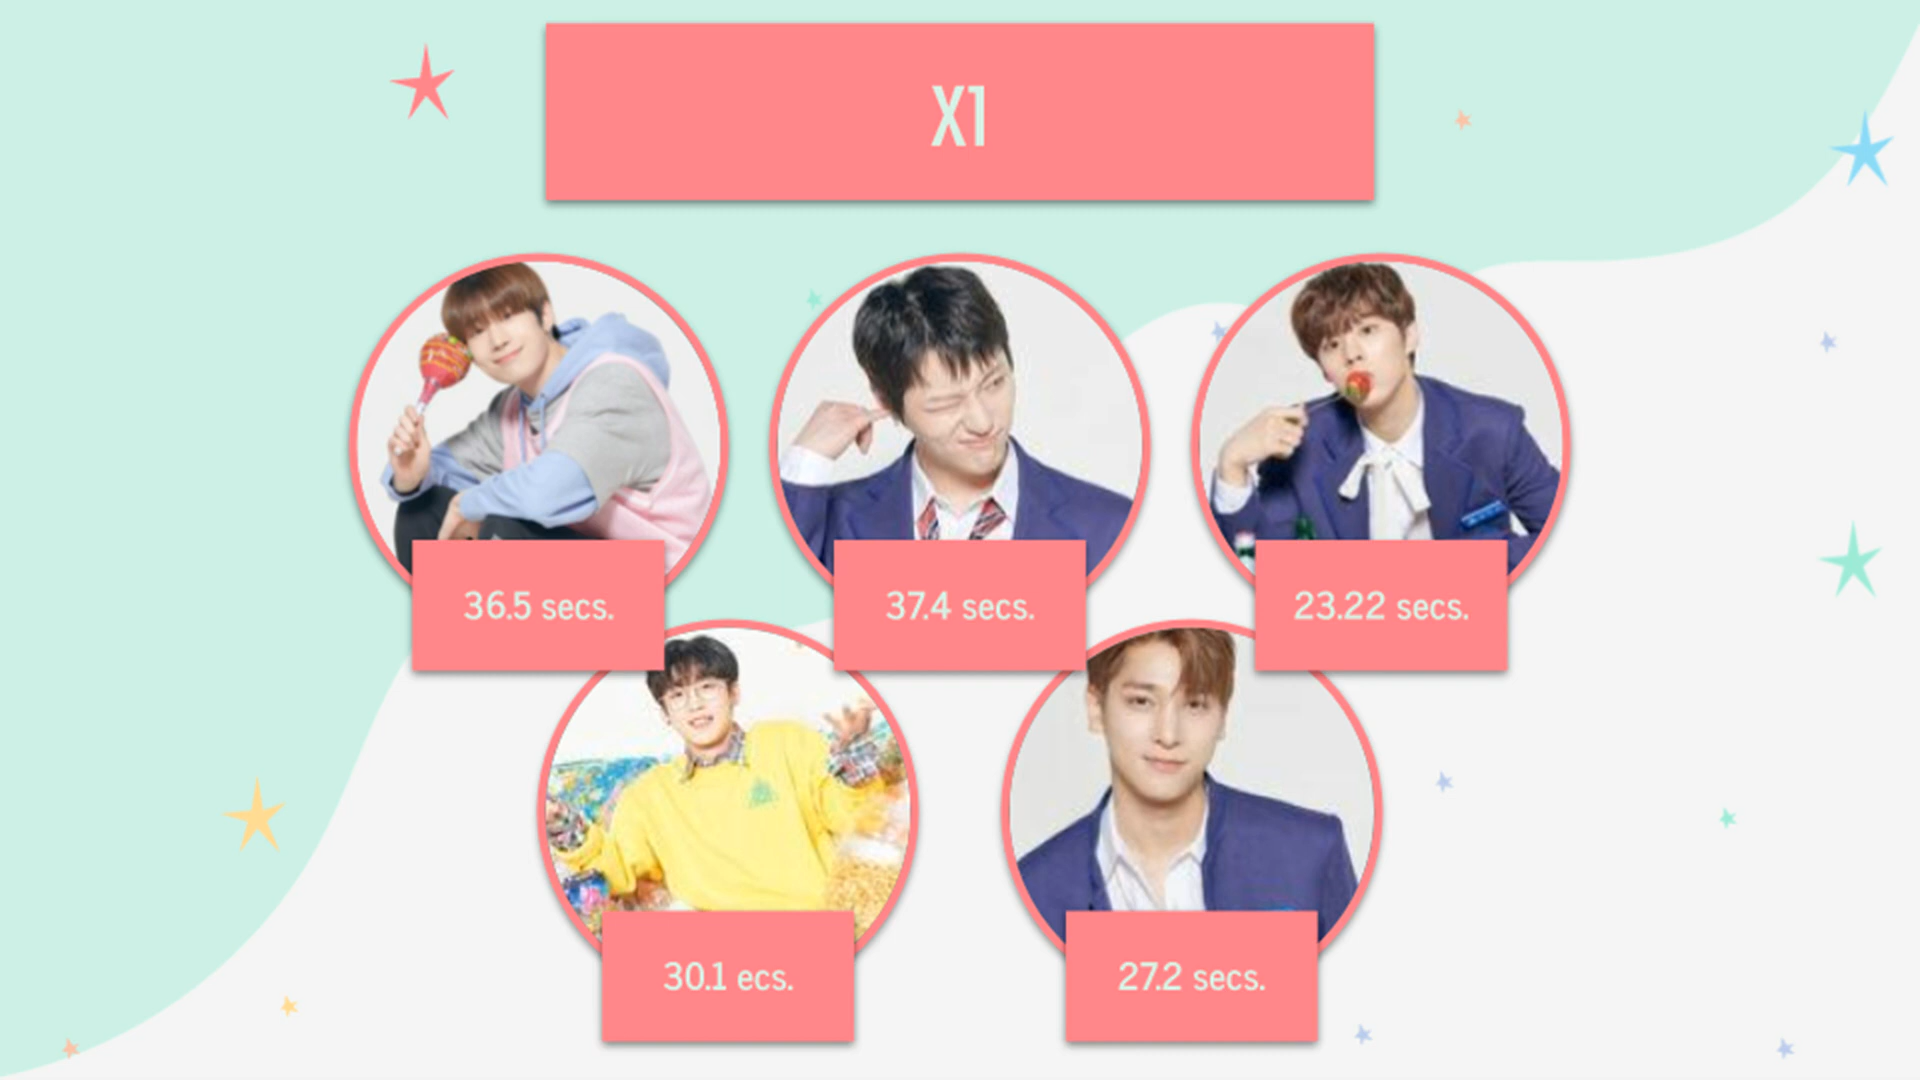 X1
36.5 secs.
37.4 secs.
23.22 secs.
30.1 ecs.
27.2 secs.